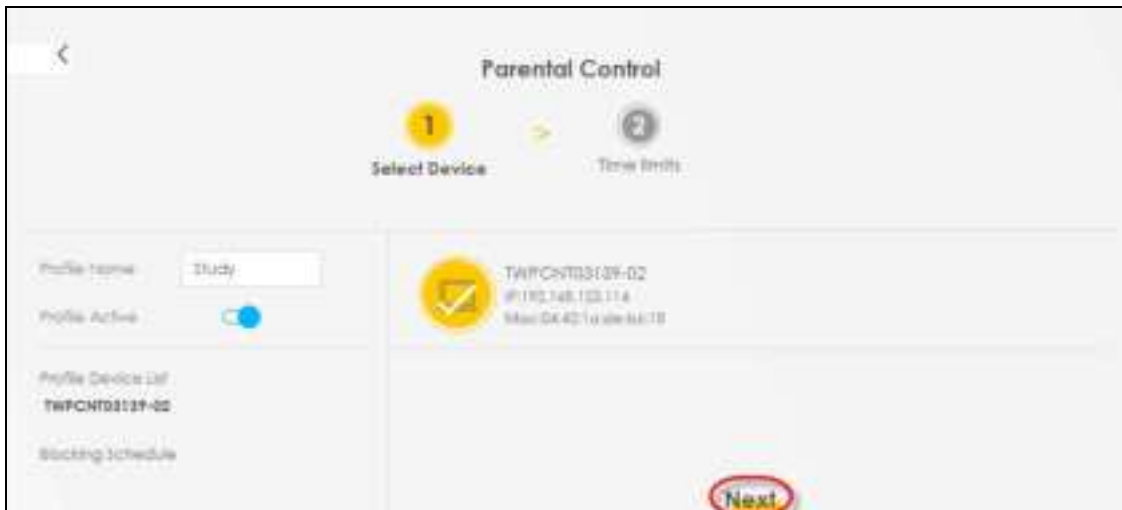 Parental Control
1
>
2
Select Device
Time limits
Profile Name
Study
TWPCNT03139-02
Profile Active
Profile Device List
TWPCNT03139-02
Blocking Schedule
Next